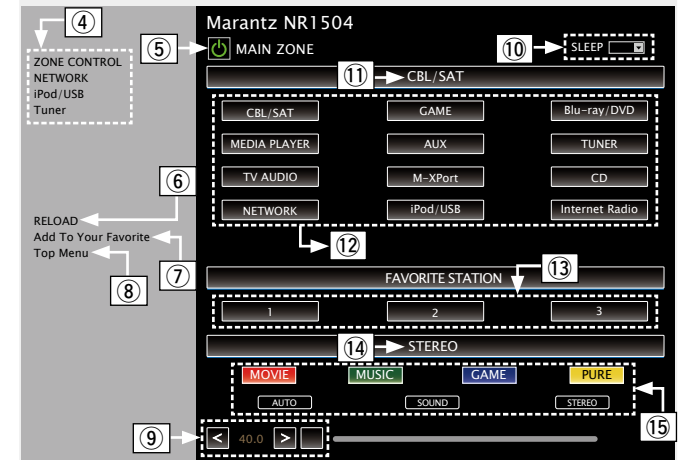 ④
ZONE CONTROL
NETWORK
iPod/USB
Tuner
⑥
RELOAD
Add To Your Favorite
Top Menu
⑦
⑧
Marantz NR1504
⑤ MAIN ZONE ⑩ SLEEP
⑪ CBL/SAT
CBL/SAT GAME Blu-ray/DVD
MEDIA PLAYER AUX TUNER
TV AUDIO M-XPort CD
NETWORK iPod/USB Internet Radio
⑫
FAVORITE STATION ⑬
1 2 3
⑭ STEREO
MOVIE MUSIC GAME PURE
AUTO SOUND STEREO
⑮
⑨ < 40.0 >